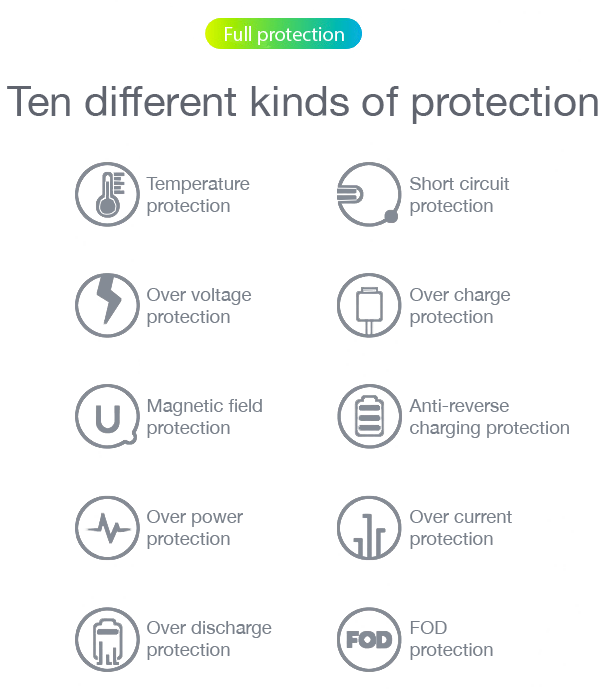 Full protection
Ten different kinds of protection
Temperature
protection
Short circuit
protection
Over voltage
protection
Over charge
protection
U
Magnetic field
protection
Anti-reverse
charging protection
Over power
protection
Over current
protection
Over discharge
protection
FOD
FOD
protection